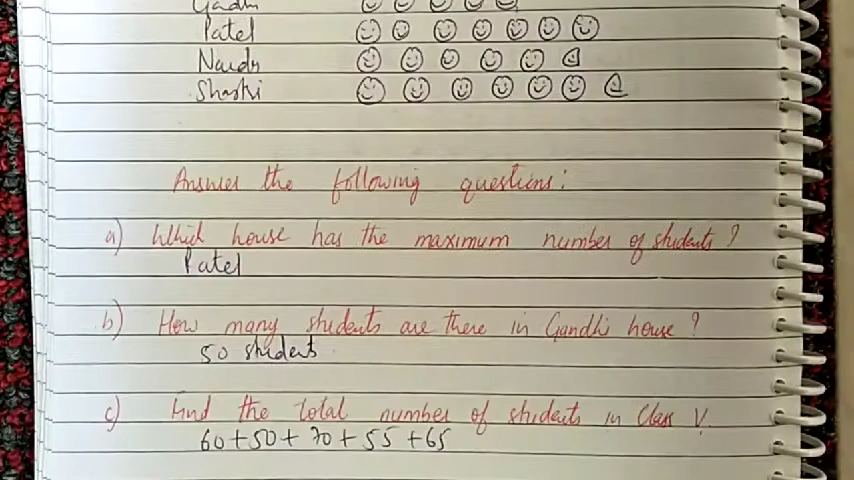 Gadhi
Patel
Naidr
Shastri
Answer the following questions:
a) Which house has the maximum number of students ?
Patel
b) How many students are there in Gandhi house ?
50 students
c) Find the total number of students in Class V.
60+50+ 70 + 55 +65